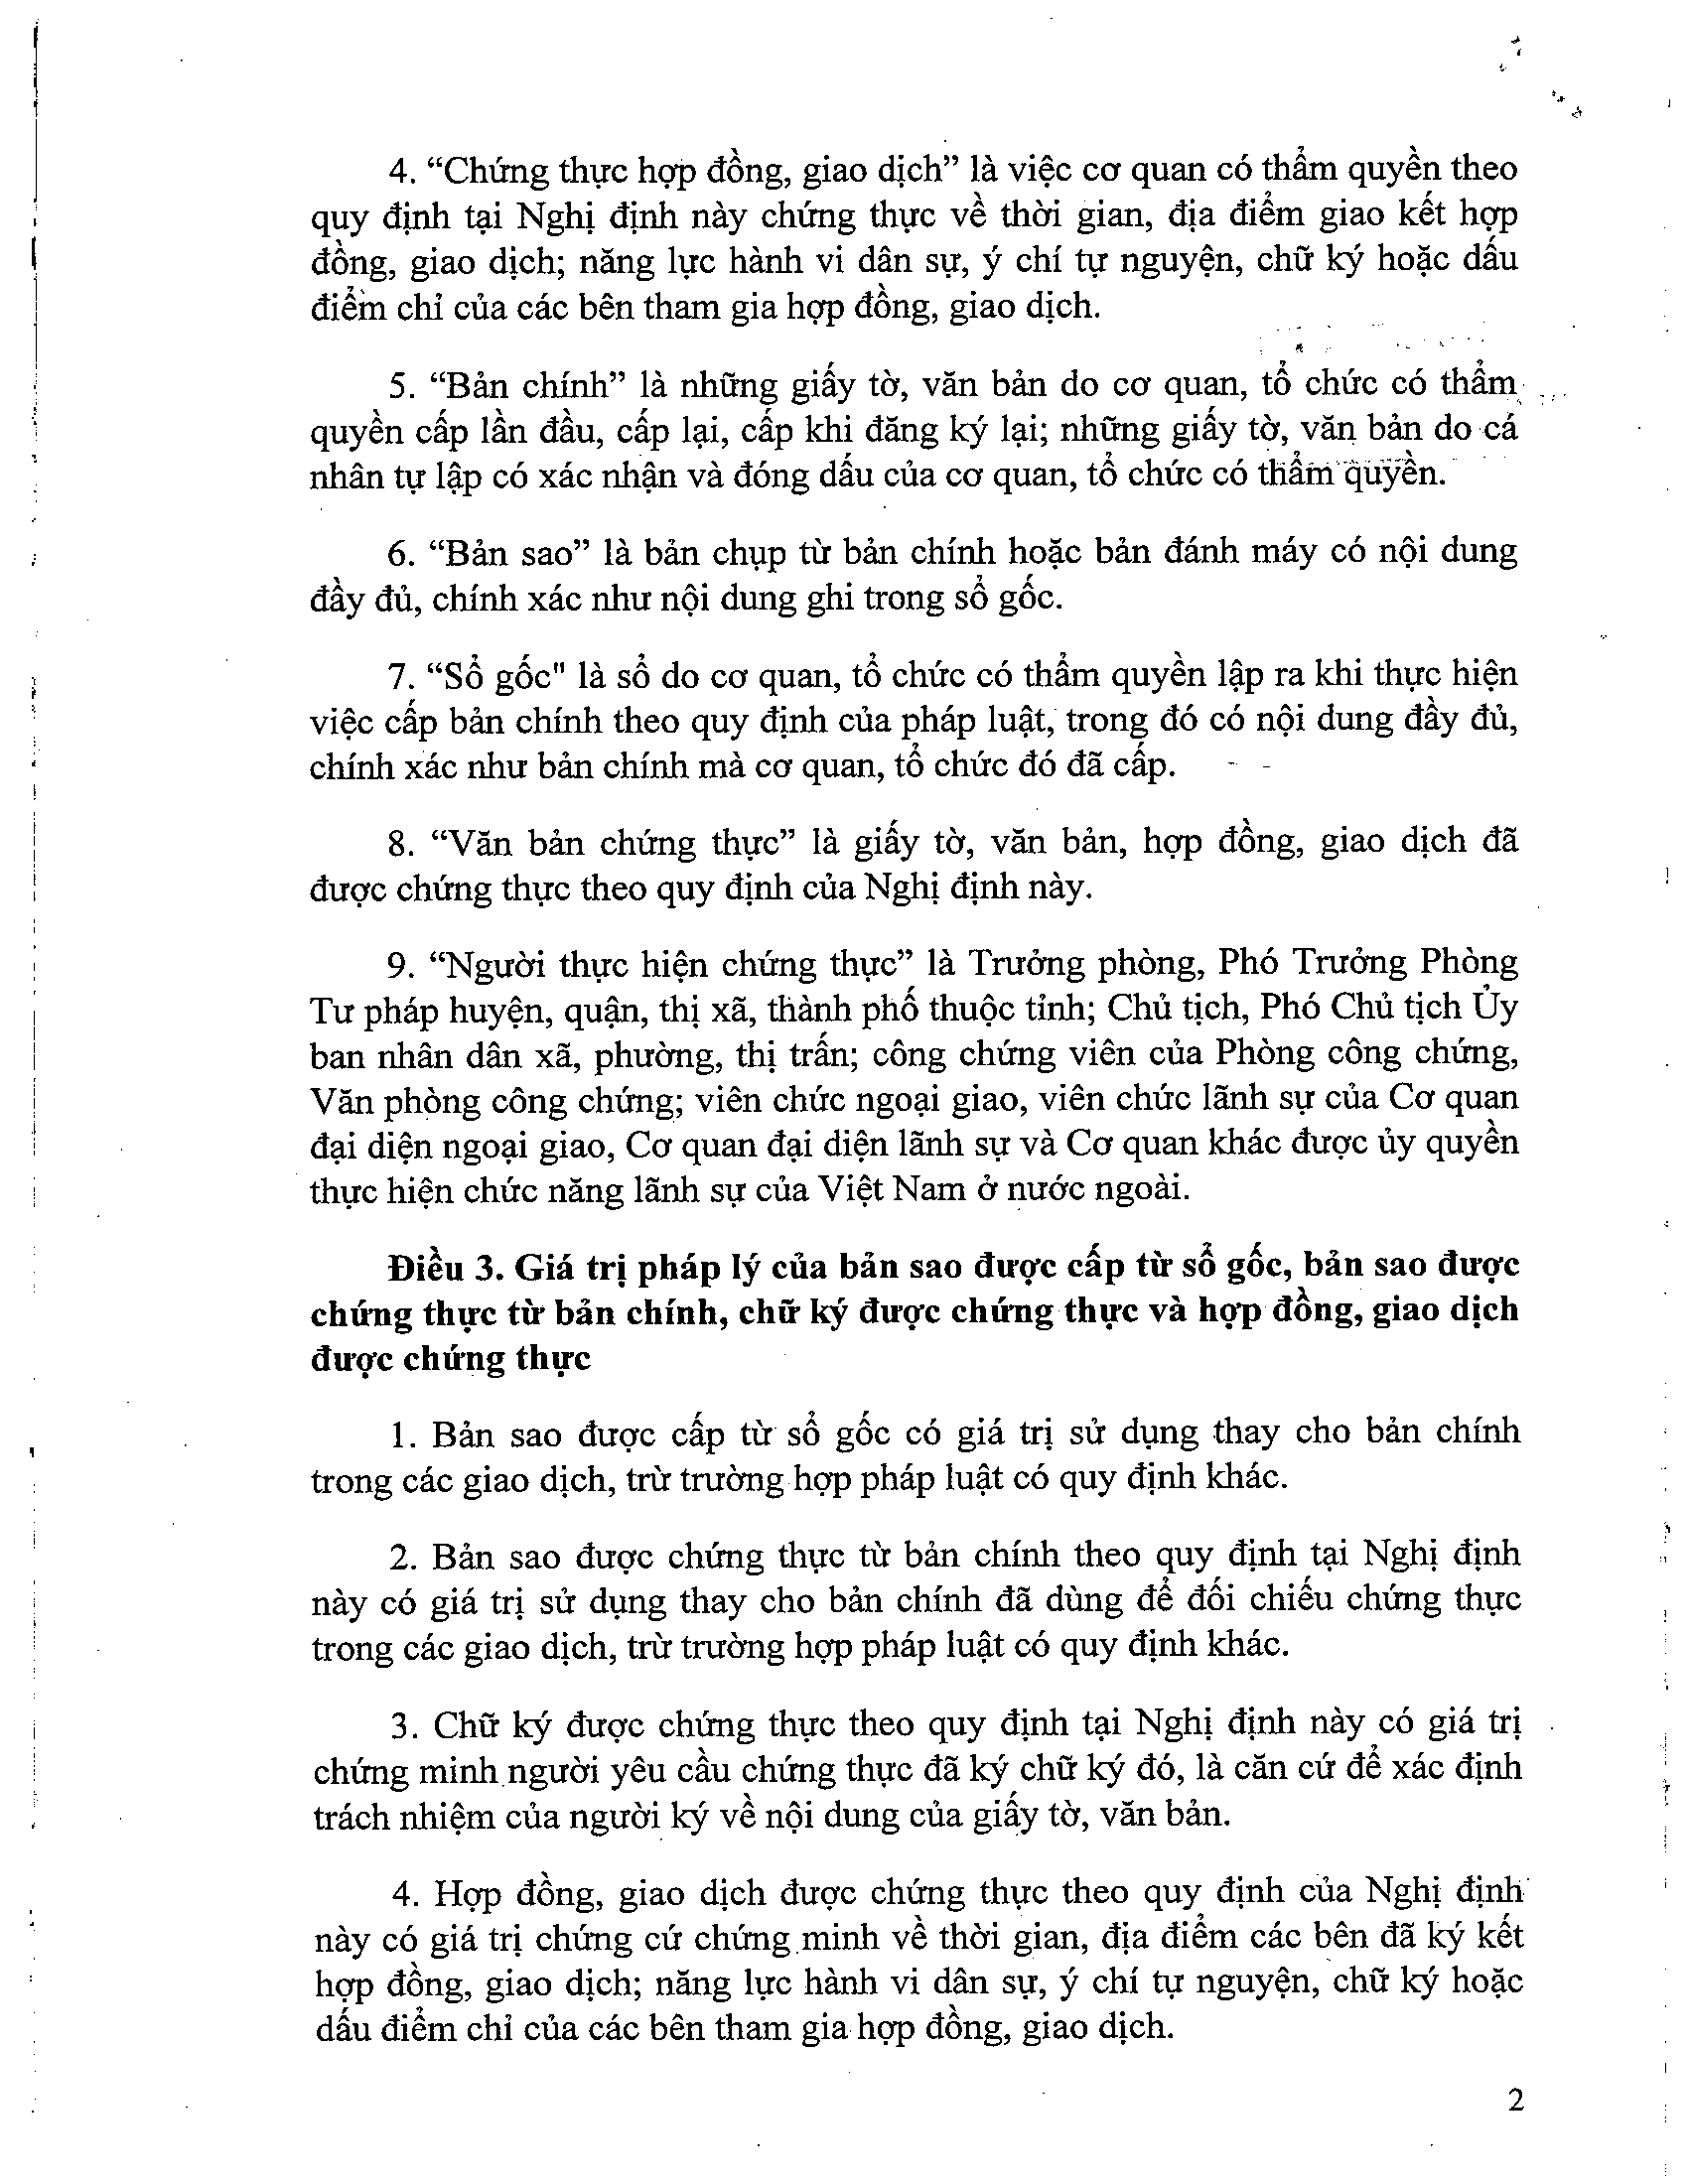 4. “Chứng thực hợp đồng, giao dịch” là việc cơ quan có thẩm quyền theo
quy định tại Nghị định này chứng thực về thời gian, địa điểm giao kết hợp
đồng, giao dịch; năng lực hành vi dân sự, ý chí tự nguyện, chữ ký hoặc dấu
điểm chỉ của các bên tham gia hợp đồng, giao dịch.
5. “Bản chính” là những giấy tờ, văn bản do cơ quan, tổ chức có thẩm
quyền cấp lần đầu, cấp lại, cấp khi đăng ký lại; những giấy tờ, văn bản do cá
nhân tự lập có xác nhận và đóng dấu của cơ quan, tổ chức có thẩm quyền.
6. “Bản sao” là bản chụp từ bản chính hoặc bản đánh máy có nội dung
đầy đủ, chính xác như nội dung ghi trong sổ gốc.
7. “Sổ gốc" là sổ do cơ quan, tổ chức có thẩm quyền lập ra khi thực hiện
việc cấp bản chính theo quy định của pháp luật, trong đó có nội dung đầy đủ,
chính xác như bản chính mà cơ quan, tổ chức đó đã cấp.
8. “Văn bản chứng thực” là giấy tờ, văn bản, hợp đồng, giao dịch đã
được chứng thực theo quy định của Nghị định này.
9. “Người thực hiện chứng thực” là Trưởng phòng, Phó Trưởng Phòng
Tư pháp huyện, quận, thị xã, thành phố thuộc tỉnh; Chủ tịch, Phó Chủ tịch Ủy
ban nhân dân xã, phường, thị trấn; công chứng viên của Phòng công chứng,
Văn phòng công chứng; viên chức ngoại giao, viên chức lãnh sự của Cơ quan
đại diện ngoại giao, Cơ quan đại diện lãnh sự và Cơ quan khác được ủy quyền
thực hiện chức năng lãnh sự của Việt Nam ở nước ngoài.
Điều 3. Giá trị pháp lý của bản sao được cấp từ sổ gốc, bản sao được
chứng thực từ bản chính, chữ ký được chứng thực và hợp đồng, giao dịch
được chứng thực
1. Bản sao được cấp từ sổ gốc có giá trị sử dụng thay cho bản chính
trong các giao dịch, trừ trường hợp pháp luật có quy định khác.
2. Bản sao được chứng thực từ bản chính theo quy định tại Nghị định
này có giá trị sử dụng thay cho bản chính đã dùng để đối chiếu chứng thực
trong các giao dịch, trừ trường hợp pháp luật có quy định khác.
3. Chữ ký được chứng thực theo quy định tại Nghị định này có giá trị
chứng minh người yêu cầu chứng thực đã ký chữ ký đó, là căn cứ để xác định
trách nhiệm của người ký về nội dung của giấy tờ, văn bản.
4. Hợp đồng, giao dịch được chứng thực theo quy định của Nghị định
này có giá trị chứng cứ chứng minh về thời gian, địa điểm các bên đã ký kết
hợp đồng, giao dịch; năng lực hành vi dân sự, ý chí tự nguyện, chữ ký hoặc
dấu điểm chỉ của các bên tham gia hợp đồng, giao dịch.
2